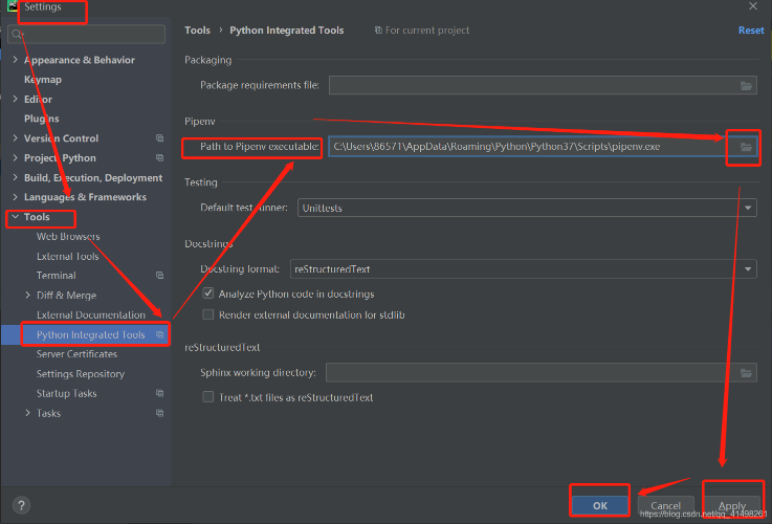 Settings
Tools › Python Integrated Tools For current project Reset
Appearance & Behavior
Keymap
Editor
Plugins
Version Control
Project Python
Build, Execution, Deployment
Languages & Frameworks
Tools
Web Browsers
External Tools
Terminal
Diff & Merge
External Documentation
Python Integrated Tools
Server Certificates
Settings Repository
Startup Tasks
Tasks
Packaging
Package requirements file:
Pipenv
Path to Pipenv executable: C:\Users\86571\AppData\Roaming\Python\Python37\Scripts\pipenv.exe
Testing
Default test runner: Unittests
Docstrings
Docstring format: reStructuredText
Analyze Python code in docstrings
Render external documentation for stdlib
reStructuredText
Sphinx working directory:
Treat *.txt files as reStructuredText
?
OK Cancel Apply
https://blog.csdn.net/qq_41498261